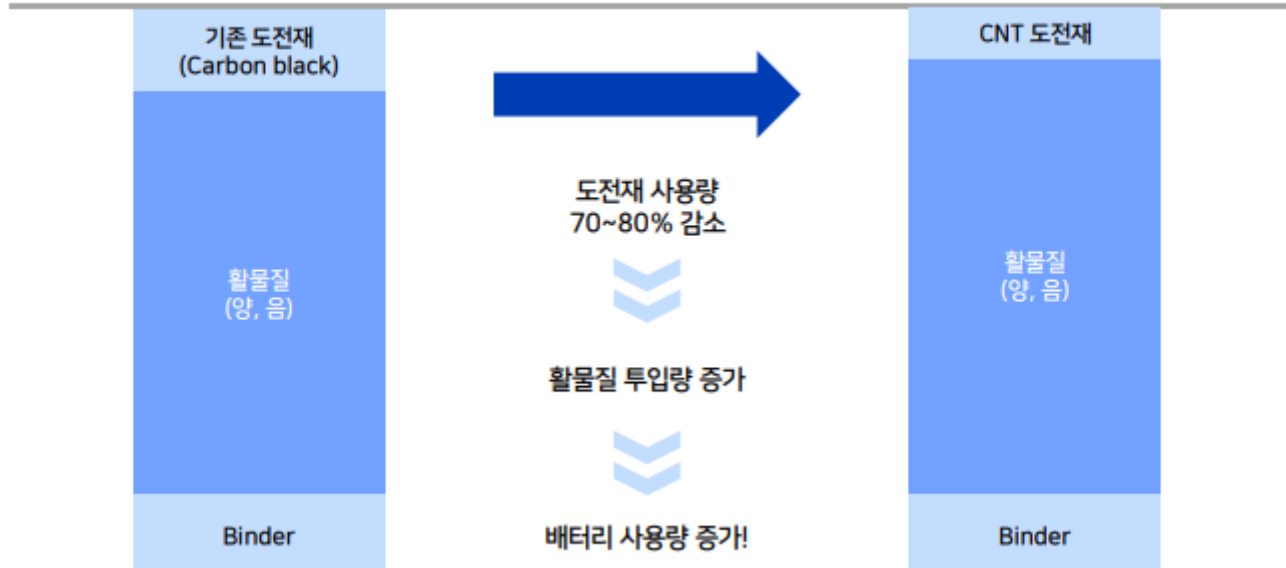 기존 도전재
(Carbon black)
활물질
(양, 음)
Binder
도전재 사용량
70~80% 감소
활물질 투입량 증가
배터리 사용량 증가!
CNT 도전재
활물질
(양, 음)
Binder